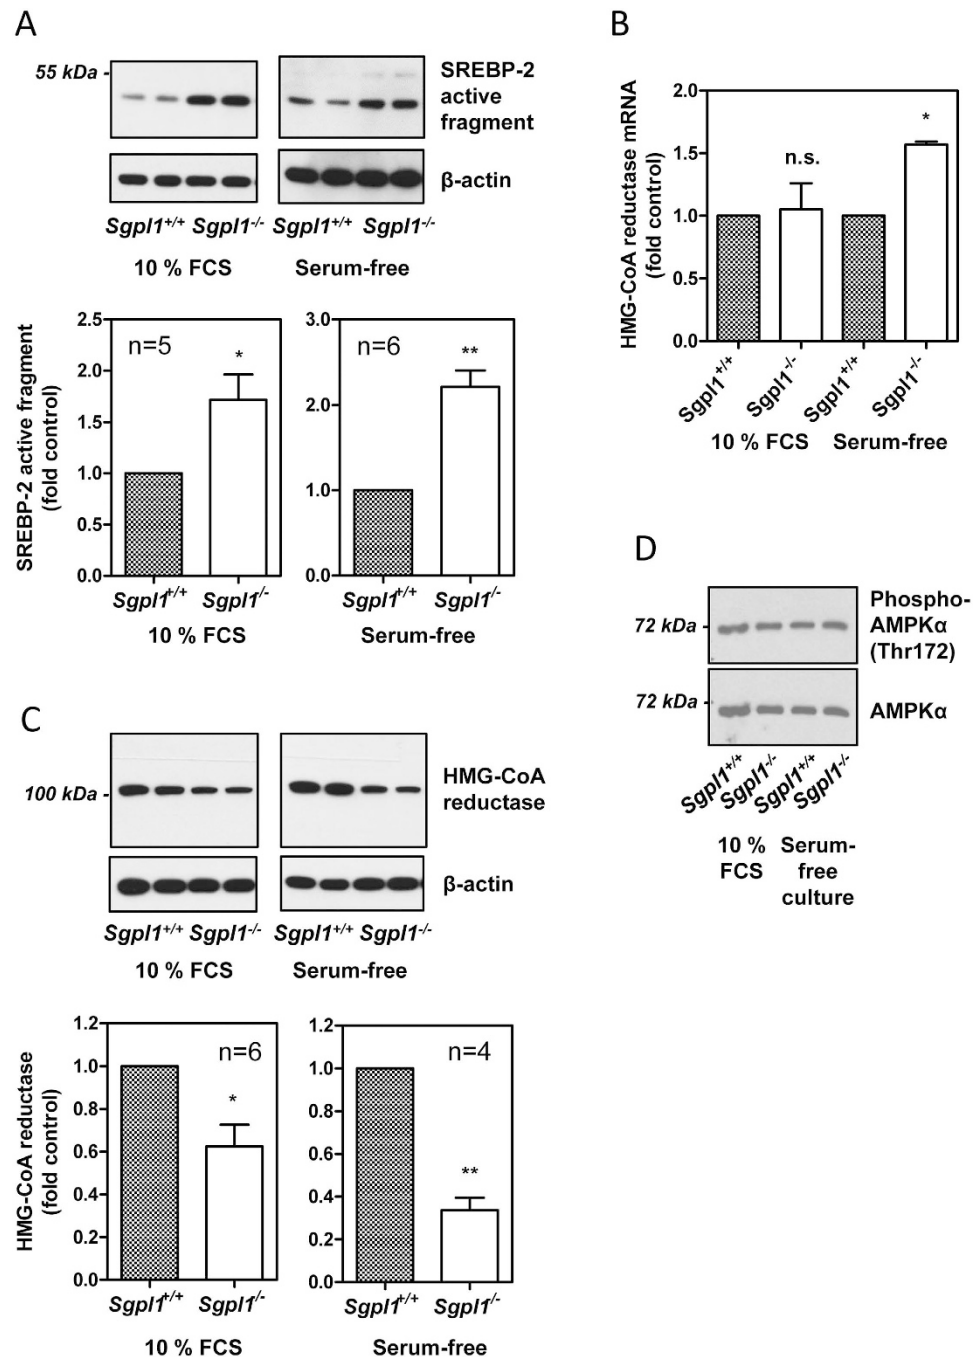 A
55 kDa
SREBP-2
active
fragment
β-actin
Sgpl1+/+ Sgpl1-/- Sgpl1+/+ Sgpl1-/-
10 % FCS Serum-free
SREBP-2 active fragment
(fold control)
2.5
2.0
1.5
1.0
0.5
0.0
n=5
*
Sgpl1+/+ Sgpl1/-
10 % FCS
3.0
2.0
1.0
0.0
n=6
**
Sgpl1+/+ Sgpl1/-
Serum-free
B
HMG-CoA reductase mRNA
(fold control)
2.0
1.5
1.0
0.5
0.0
n.s.
*
Sgpl1+/+ Sgpl1-/- Sgpl1+/+ Sgpl1-/-
10 % FCS Serum-free
C
100 kDa
HMG-CoA
reductase
β-actin
Sgpl1+/+ Sgpl1-/- Sgpl1+/+ Sgpl1-/-
10 % FCS Serum-free
HMG-CoA reductase
(fold control)
1.2
1.0
0.8
0.6
0.4
0.2
0.0
n=6
*
Sgpl1+/+ Sgpl1/-
10 % FCS
1.2
1.0
0.8
0.6
0.4
0.2
0.0
n=4
**
Sgpl1+/+ Sgpl1/-
Serum-free
D
72 kDa
Phospho-
AMPKα
(Thr172)
72 kDa
AMPKα
Sgpl1+/+ Sgpl1-/- Sgpl1+/+ Sgpl1-/-
10 % Serum-
FCS free
culture